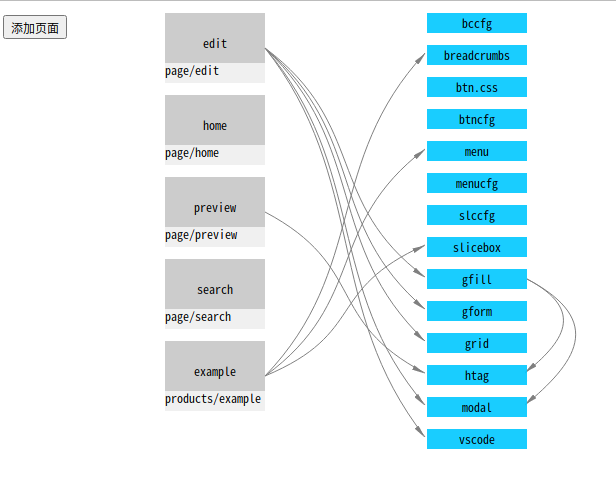 添加页面
edit
page/edit
home
page/home
preview
page/preview
search
page/search
example
products/example
bccfg
breadcrumbs
btn.css
btncfg
menu
menucfg
slccfg
slicebox
gfill
gform
grid
htag
modal
vscode